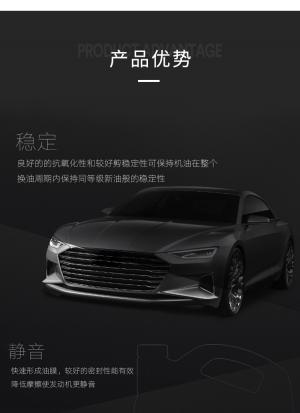 PRODUCT ADVANTAGE
产品优势
稳定
良好的的抗氧化性和较好剪稳定性可保持机油在整个
换油周期内保持同等级新油般的稳定性
静音
快速形成油膜，较好的密封性能有效
降低摩擦使发动机更静音